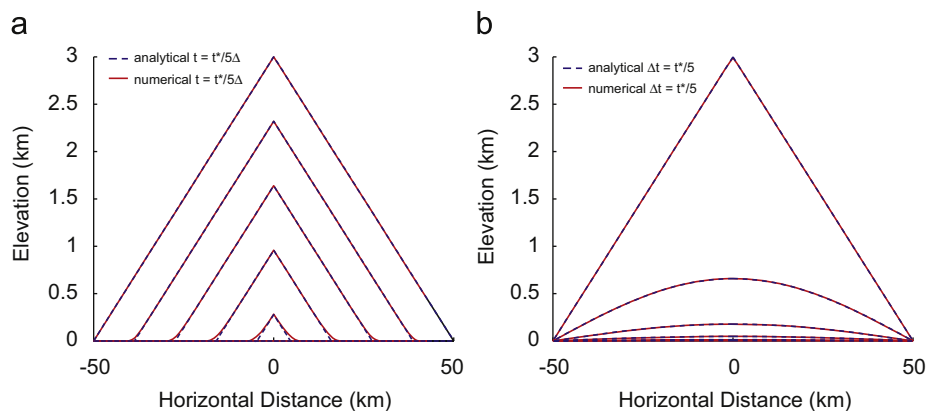 a
analytical t = t*/5Δ
numerical t = t*/5Δ
3
2.5
2
1.5
1
0.5
0
Elevation (km)
-50
0
50
Horizontal Distance (km)
b
analytical Δt = t*/5
numerical Δt = t*/5
3
2.5
2
1.5
1
0.5
0
Elevation (km)
-50
0
50
Horizontal Distance (km)